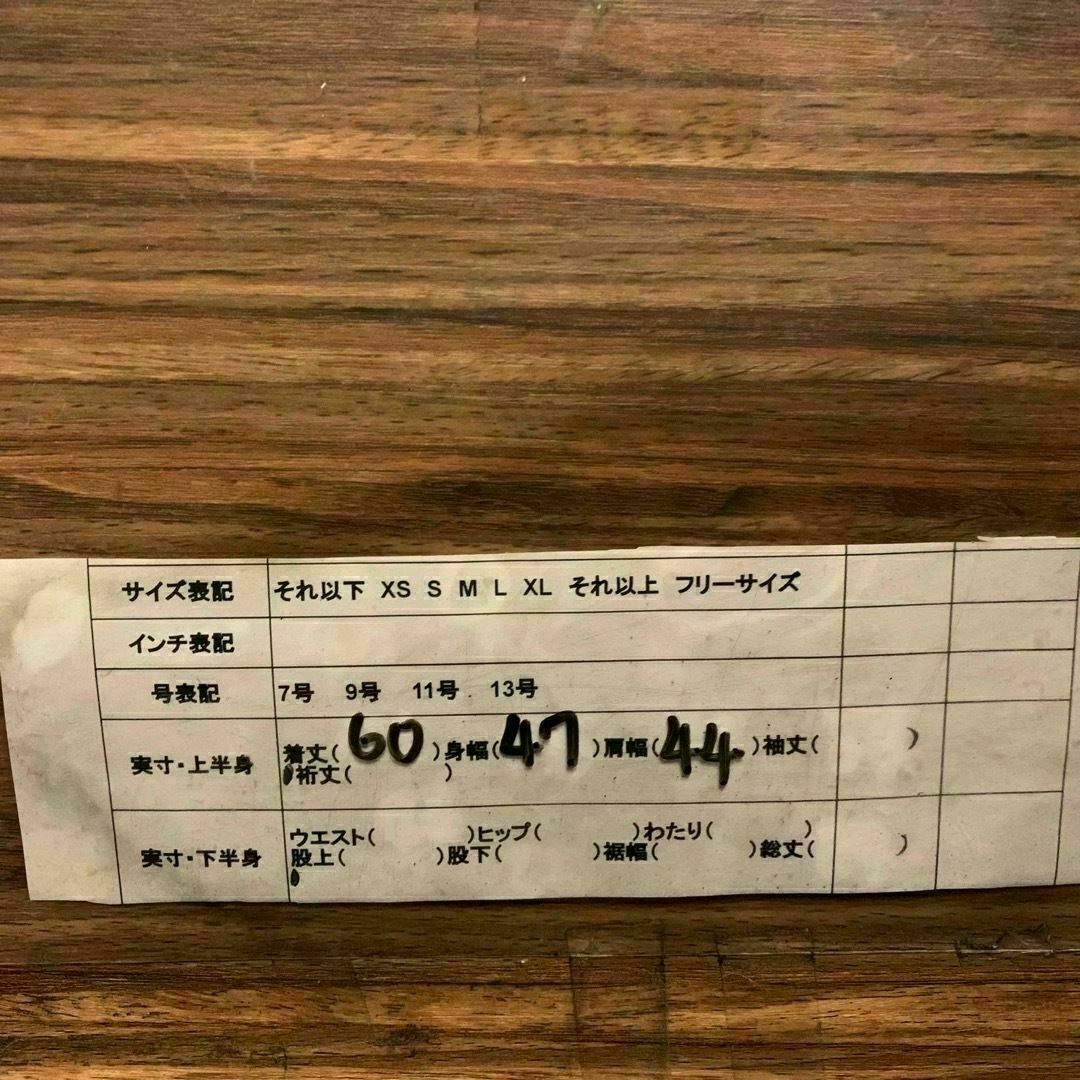 サイズ表記 それ以下 XS S M L XL それ以上 フリーサイズ
インチ表記
号表記 7号 9号 11号 13号
実寸・上半身 着丈( 60 )身幅( 47 )肩幅( 44 )袖丈( )
裄丈( )
実寸・下半身 ウエスト( )ヒップ( )わたり( )
股上( )股下( )裾幅( )総丈( )